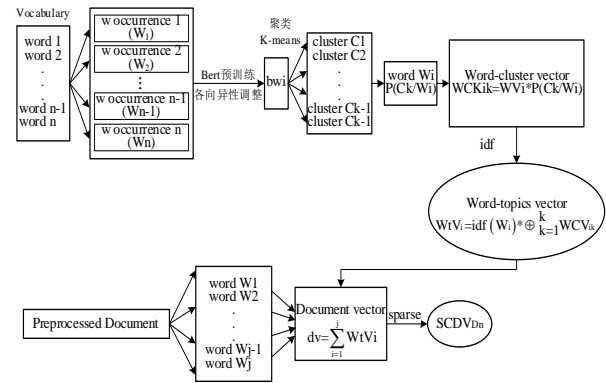 Vocabulary
word 1
word 2
.
.
.
word n-1
word n
w occurrence 1
(W1)
w occurrence 2
(W2)
⋮
w occurrence n-1
(Wn-1)
w occurrence n
(Wn)
Bert预训练
各向异性调整
bwi
聚类
K-means
cluster C1
cluster C2
.
.
.
cluster Ck-1
cluster Ck-1
word Wi
P(Ck/Wi)
Word-cluster vector
WCKik=WVi*P(Ck/Wi)
idf
Word-topics vector
WtVi=idf(Wi)*⊕ k k=1 WCVik
Preprocessed Document
word W1
word W2
.
.
.
word Wj-1
word Wj
Document vector
dv=∑ j i=1 WtVi
sparse
SCDVDn